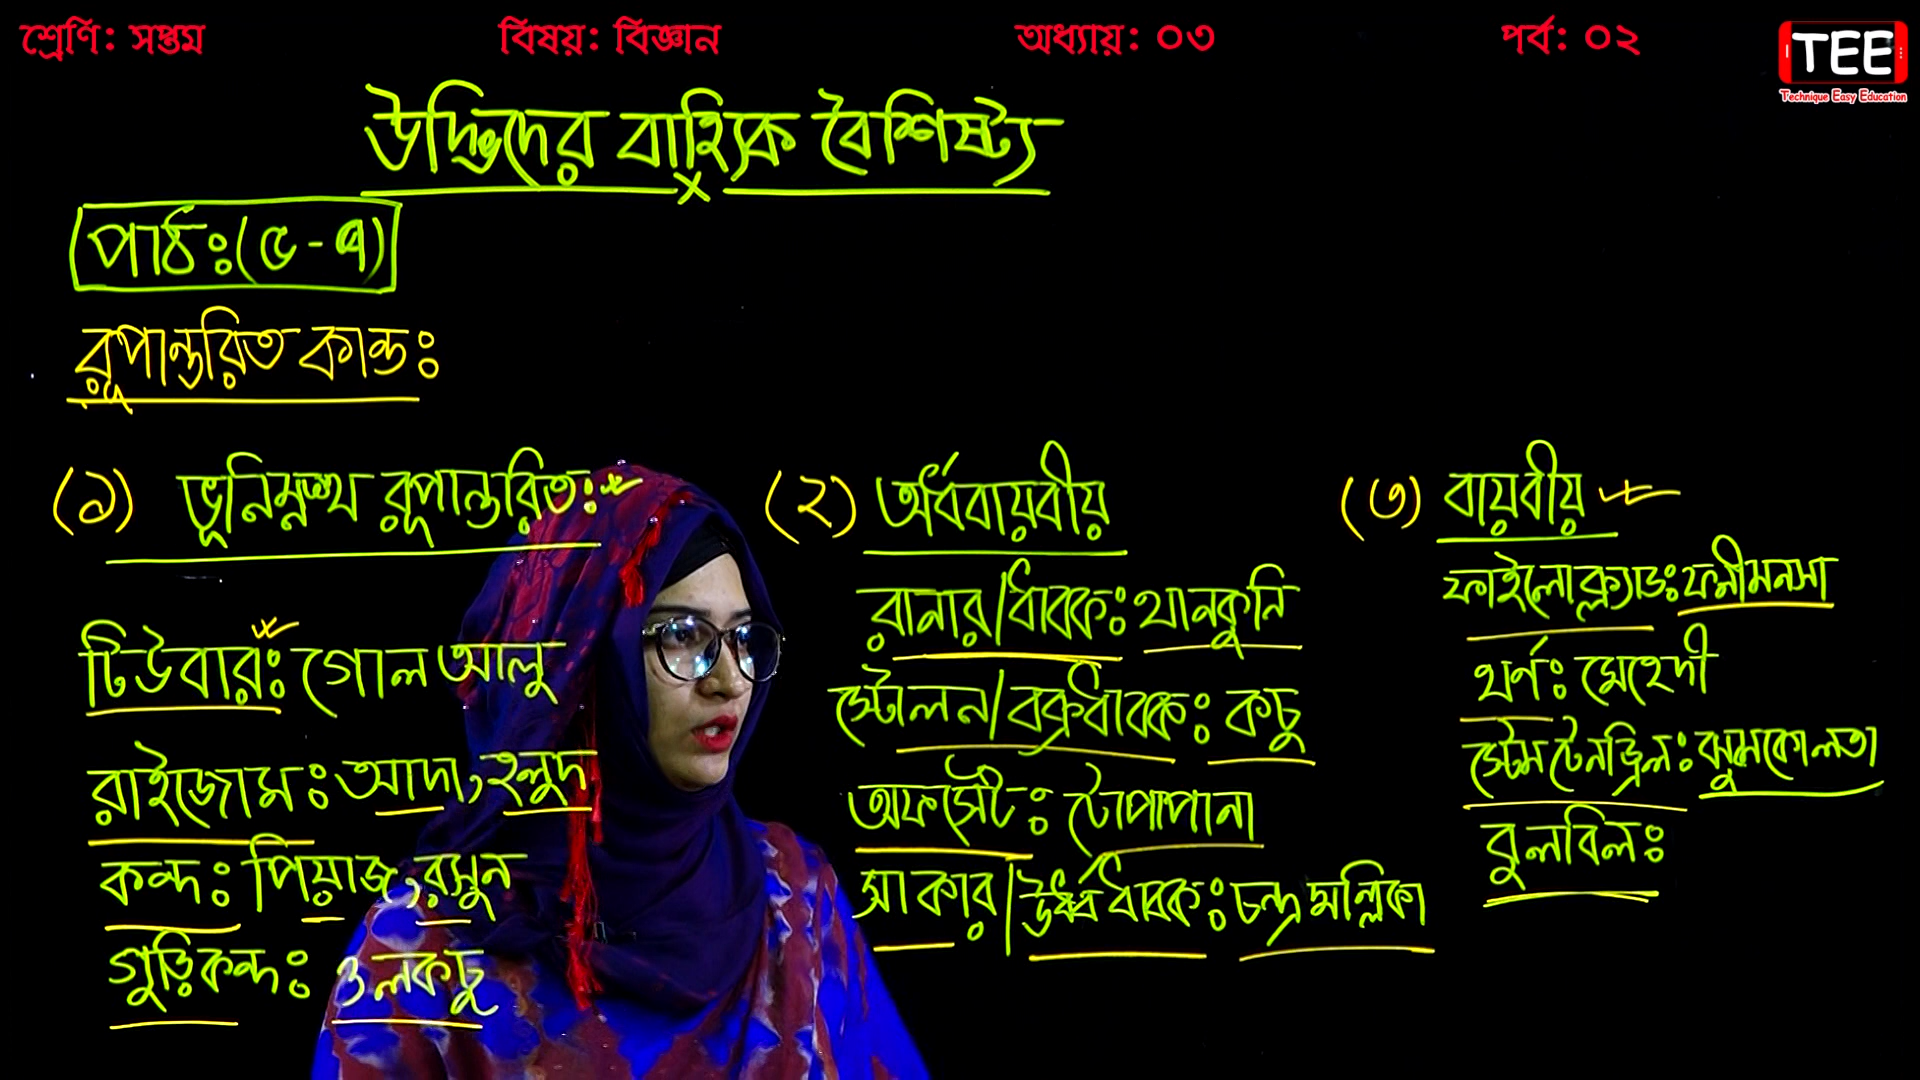 শ্রেণি: সপ্তম বিষয়: বিজ্ঞান অধ্যায়: ০৩ পর্ব: ০২
TEE
Technique Easy Education
উদ্ভিদের বাহ্যিক বৈশিষ্ট্য
পাঠঃ(৫-৭)
রূপান্তরিত কান্ডঃ
(১) ভূনিম্নস্থ রূপান্তরিতঃ
টিউবারঃ গোল আলু
রাইজোমঃ আদা, হলুদ
কন্দঃ পিয়াজ, রসুন
গুড়িকন্দঃ ওলকচু
(২) অর্ধবায়বীয়
রানার/ধাবকঃ থানকুনি
স্টোলন/বক্রধাবকঃ কচু
অফসেটঃ টোপাপানা
সাকার/ঊর্ধ্বধাবকঃ চন্দ্রমল্লিকা
(৩) বায়বীয়
ফাইলোক্ল্যাডঃ ফনীমনসা
থর্নঃ মেহেদী
স্টেম টেনড্রিলঃ ঝুমকোলতা
বুলবিলঃ